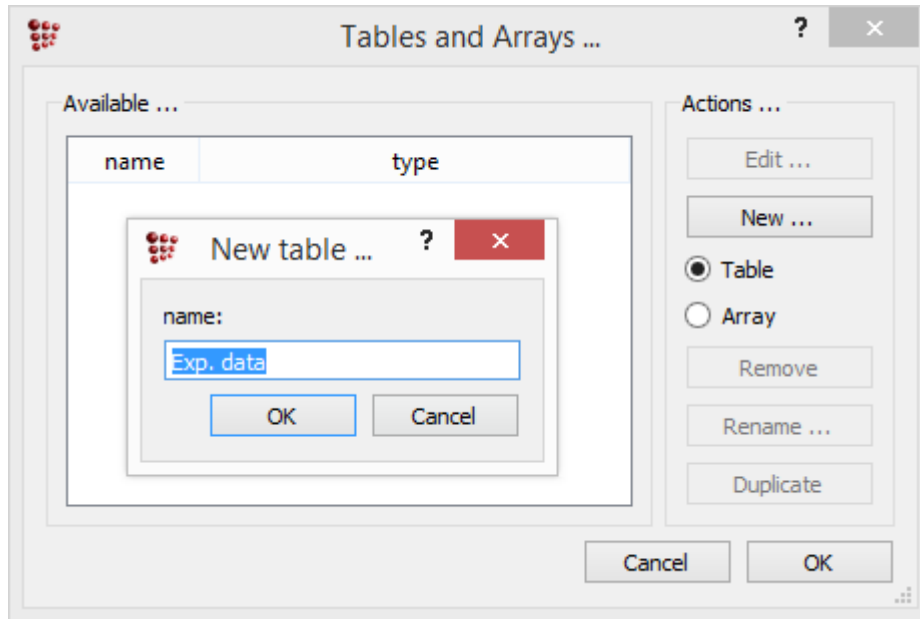 Tables and Arrays ...
?
×
Available ...
Actions ...
name
type
Edit ...
New ...
Table
Array
Remove
Rename ...
Duplicate
New table ...
?
×
name:
Exp. data
OK
Cancel
Cancel
OK